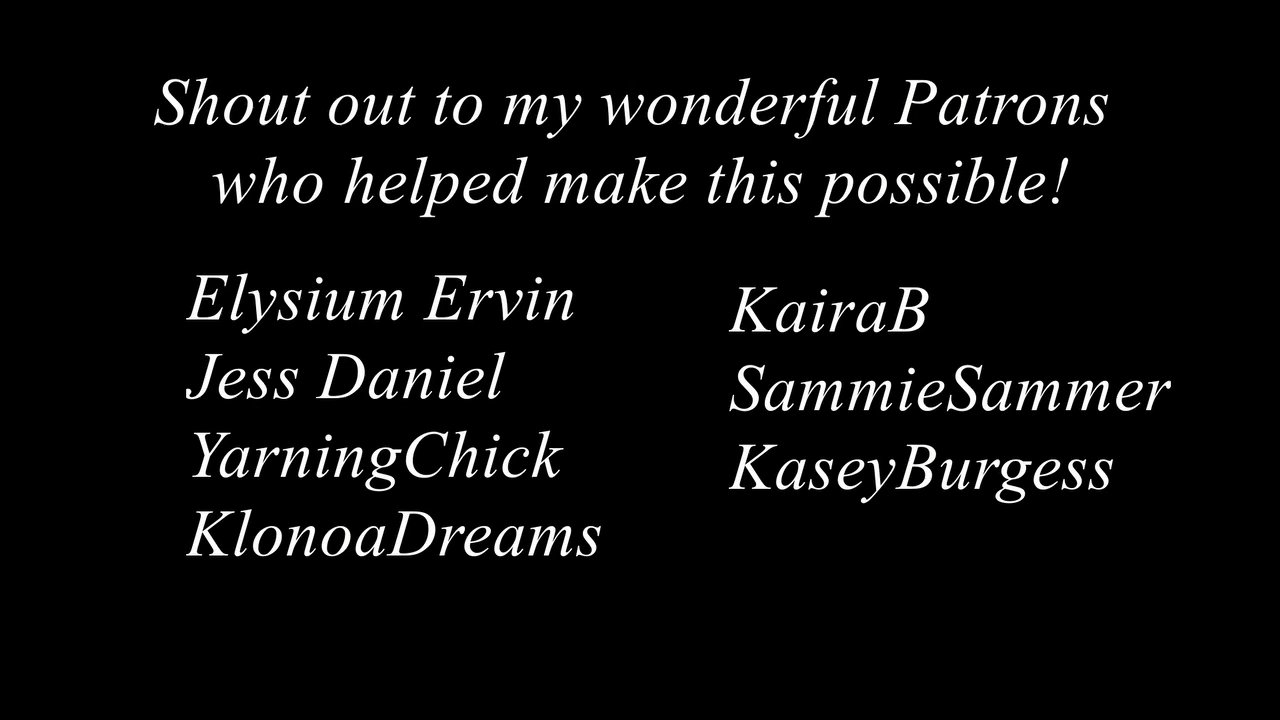 Shout out to my wonderful Patrons
who helped make this possible!
Elysium Ervin
Jess Daniel
YarningChick
KlonoaDreams
KairaB
SammieSammer
KaseyBurgess